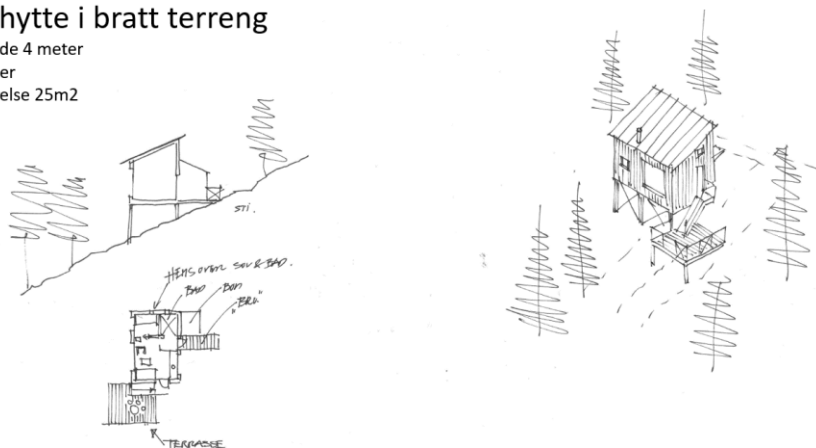 hytte i bratt terreng
de 4 meter
er
else 25m2
STI.
HEMS OVER SOV & BAD.
BAD
BOD
"BRU"
TERRASSE